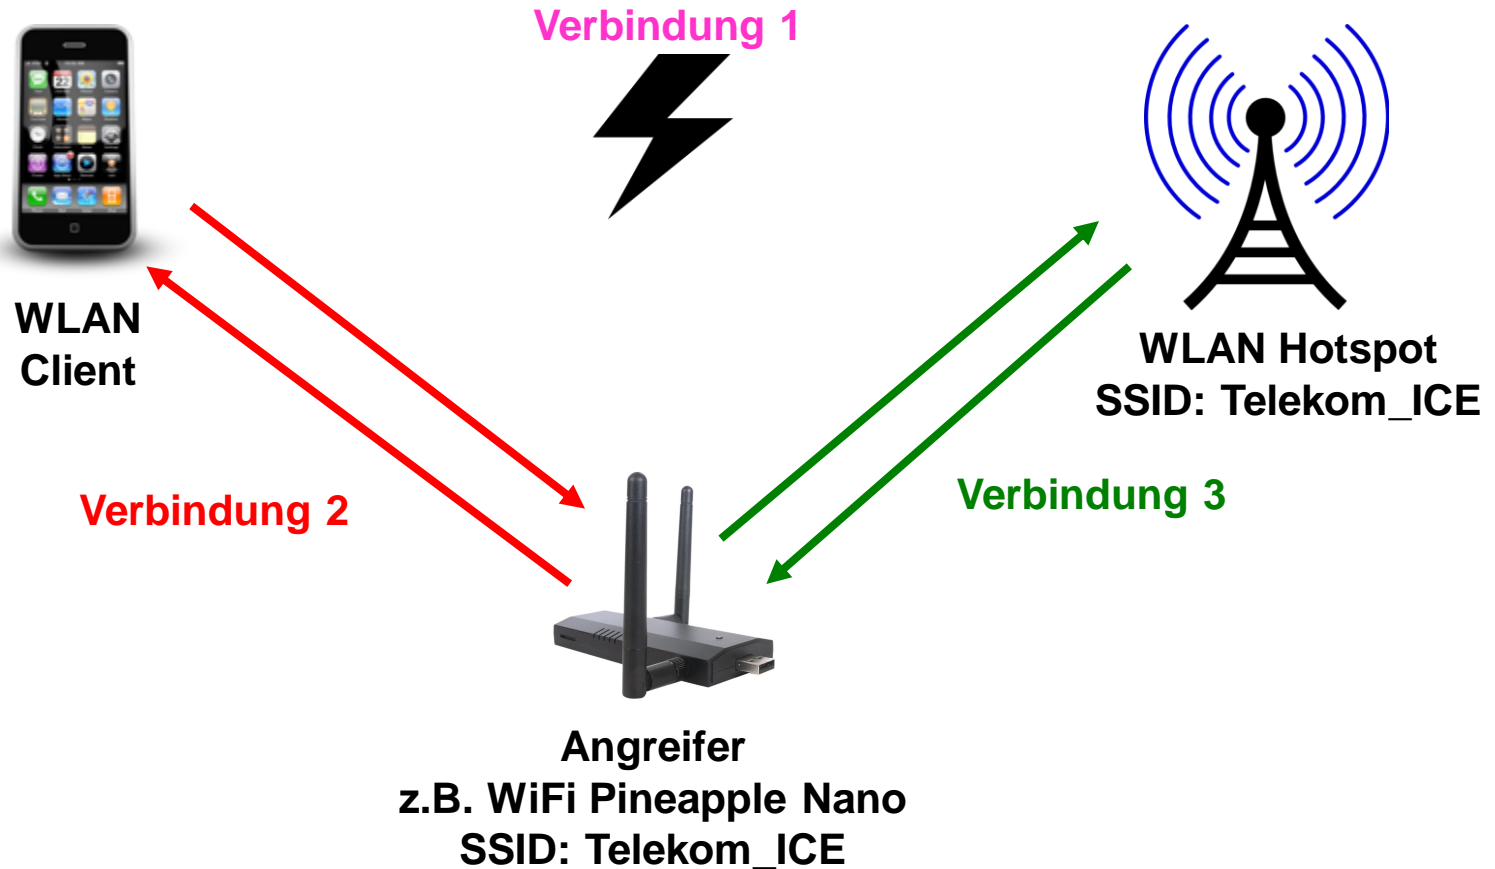 Verbindung 1
WLAN
Client
WLAN Hotspot
SSID: Telekom_ICE
Verbindung 2
Verbindung 3
Angreifer
z.B. WiFi Pineapple Nano
SSID: Telekom_ICE